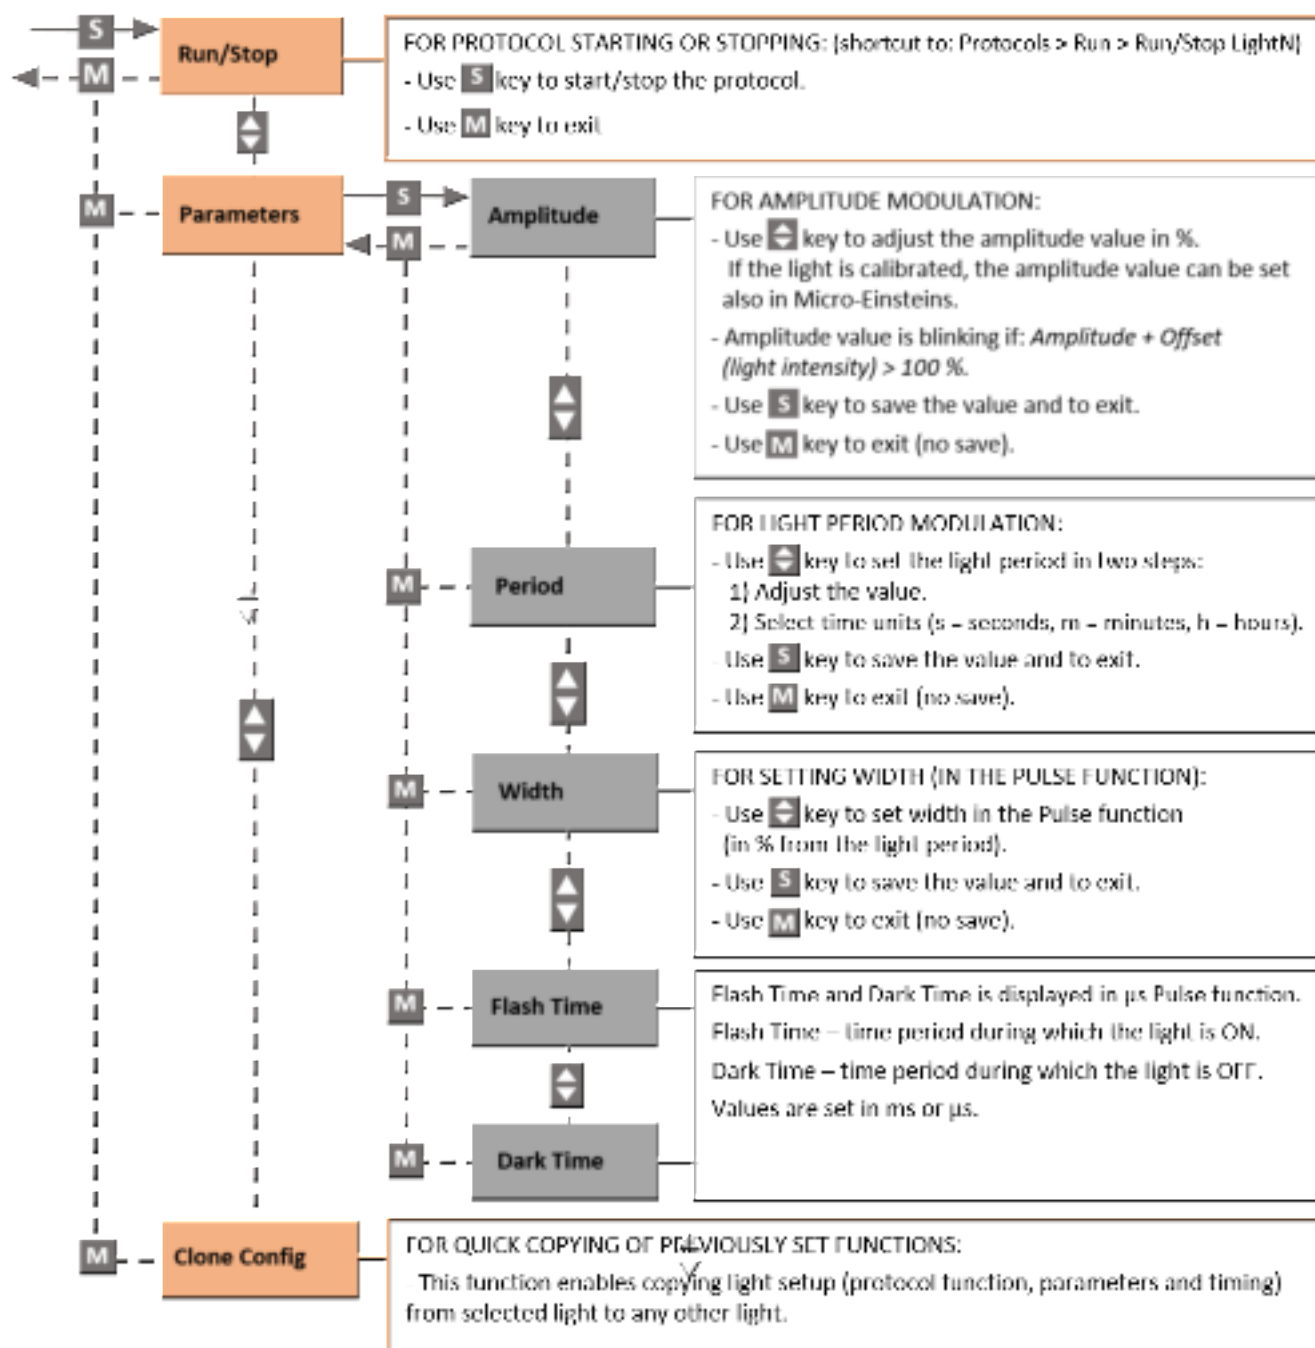 S
Run/Stop
M
FOR PROTOCOL STARTING OR STOPPING: (shortcut to: Protocols > Run > Run/Stop LightN)
- Use S key to start/stop the protocol.
- Use M key to exit
M
Parameters
S
M
Amplitude
FOR AMPLITUDE MODULATION:
- Use key to adjust the amplitude value in %.
If the light is calibrated, the amplitude value can be set
also in Micro-Einsteins.
- Amplitude value is blinking if: Amplitude + Offset
(light intensity) > 100 %.
- Use S key to save the value and to exit.
- Use M key to exit (no save).
M
Period
FOR LIGHT PERIOD MODULATION:
- Use key to set the light period in two steps:
1) Adjust the value.
2) Select time units (s – seconds, m – minutes, h – hours).
- Use S key to save the value and to exit.
- Use M key to exit (no save).
M
Width
FOR SETTING WIDTH (IN THE PULSE FUNCTION):
- Use key to set width in the Pulse function
(in % from the light period).
- Use S key to save the value and to exit.
- Use M key to exit (no save).
M
Flash Time
Flash Time and Dark Time is displayed in µs Pulse function.
Flash Time – time period during which the light is ON.
Dark Time – time period during which the light is OFF.
Values are set in ms or µs.
M
Dark Time
M
Clone Config
FOR QUICK COPYING OF PREVIOUSLY SET FUNCTIONS:
This function enables copying light setup (protocol function, parameters and timing)
from selected light to any other light.